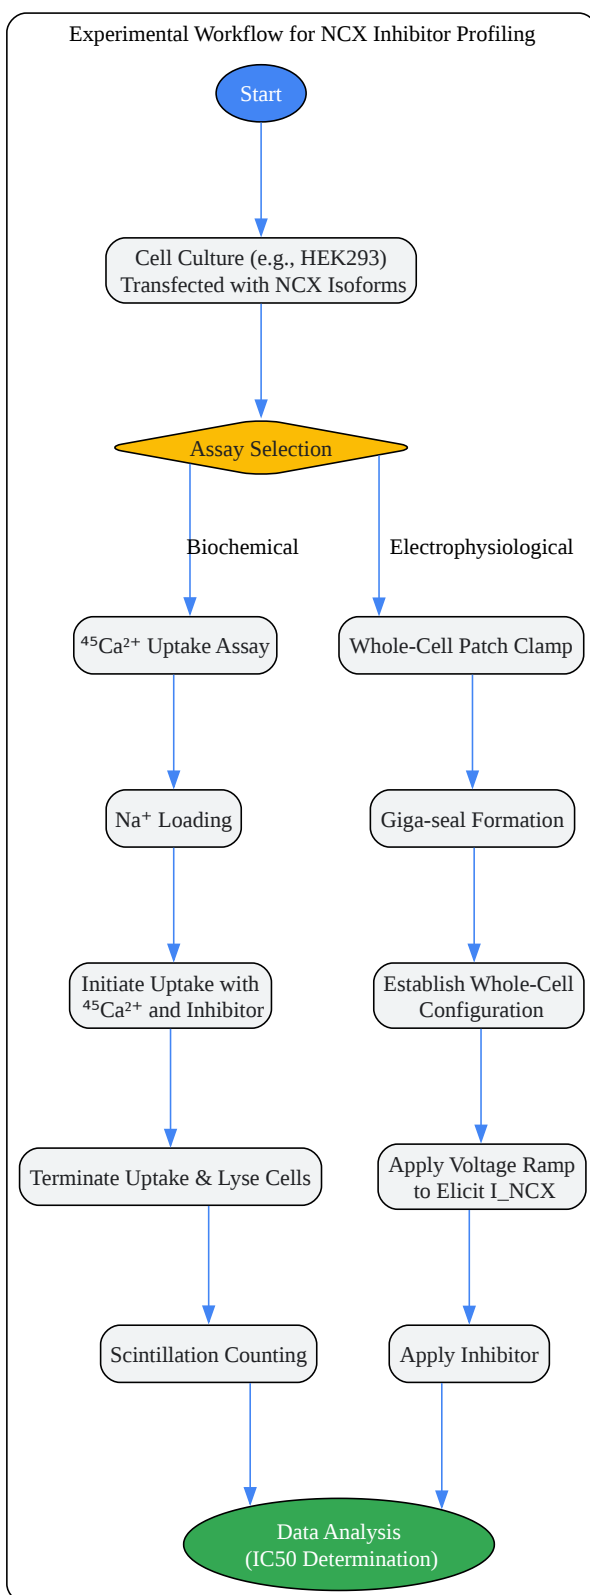 Experimental Workflow for NCX Inhibitor Profiling
Start
Cell Culture (e.g., HEK293)
Transfected with NCX Isoforms
Assay Selection
Biochemical
Electrophysiological
⁴⁵Ca²⁺ Uptake Assay
Whole-Cell Patch Clamp
Na⁺ Loading
Giga-seal Formation
Initiate Uptake with
⁴⁵Ca²⁺ and Inhibitor
Establish Whole-Cell
Configuration
Terminate Uptake & Lyse Cells
Apply Voltage Ramp
to Elicit I_NCX
Scintillation Counting
Apply Inhibitor
Data Analysis
(IC50 Determination)